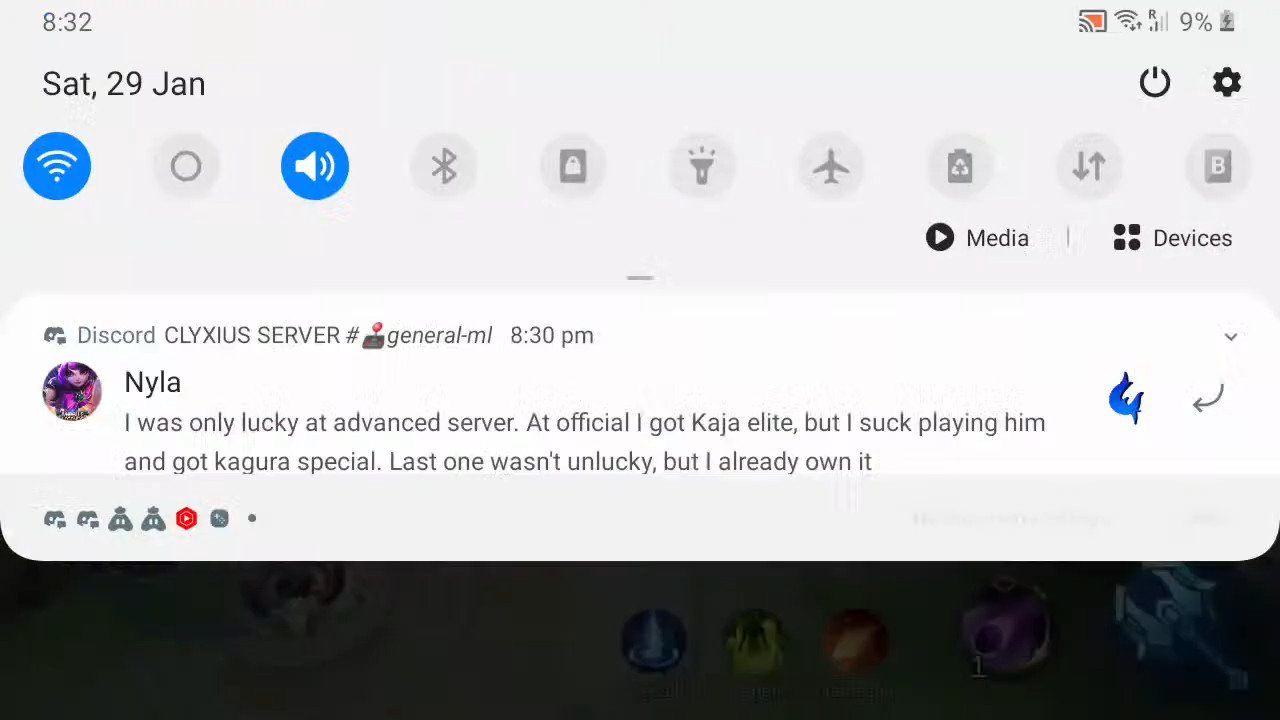 8:32
R
9%
Sat, 29 Jan
B
Media
Devices
Discord CLYXIUS SERVER #🕹️general-ml 8:30 pm
Nyla
I was only lucky at advanced server. At official I got Kaja elite, but I suck playing him
and got kagura special. Last one wasn't unlucky, but I already own it
1